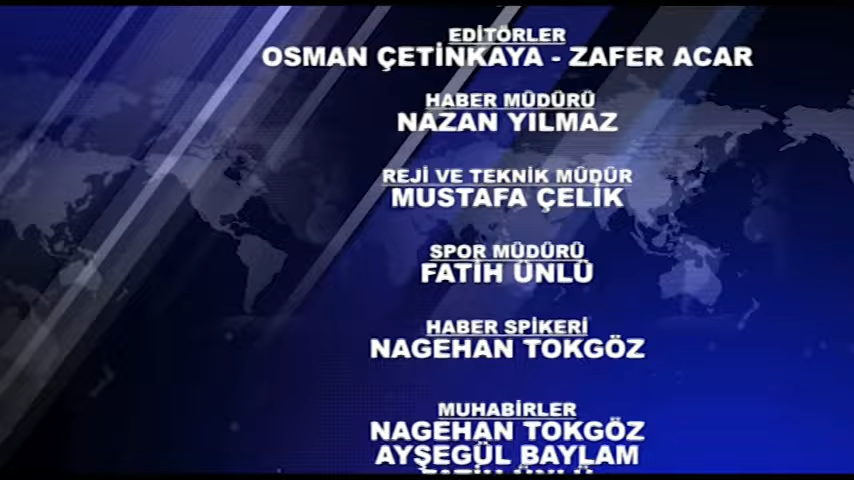 EDİTÖRLER
OSMAN ÇETİNKAYA - ZAFER ACAR
HABER MÜDÜRÜ
NAZAN YILMAZ
REJİ VE TEKNİK MÜDÜR
MUSTAFA ÇELİK
SPOR MÜDÜRÜ
FATİH ÜNLÜ
HABER SPİKERİ
NAGEHAN TOKGÖZ
MUHABİRLER
NAGEHAN TOKGÖZ
AYŞEGÜL BAYLAM